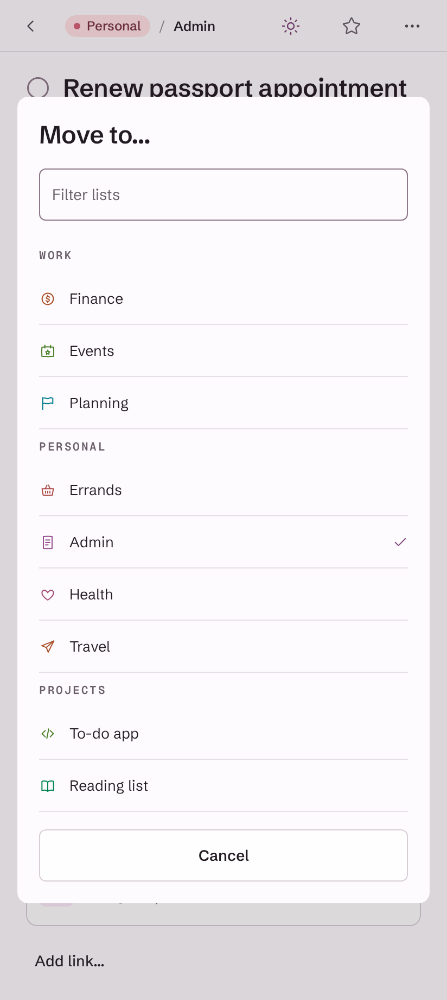 Personal / Admin
Renew passport appointment
Move to...
Filter lists
WORK
Finance
Events
Planning
PERSONAL
Errands
Admin
Health
Travel
PROJECTS
To-do app
Reading list
Cancel
Add link...